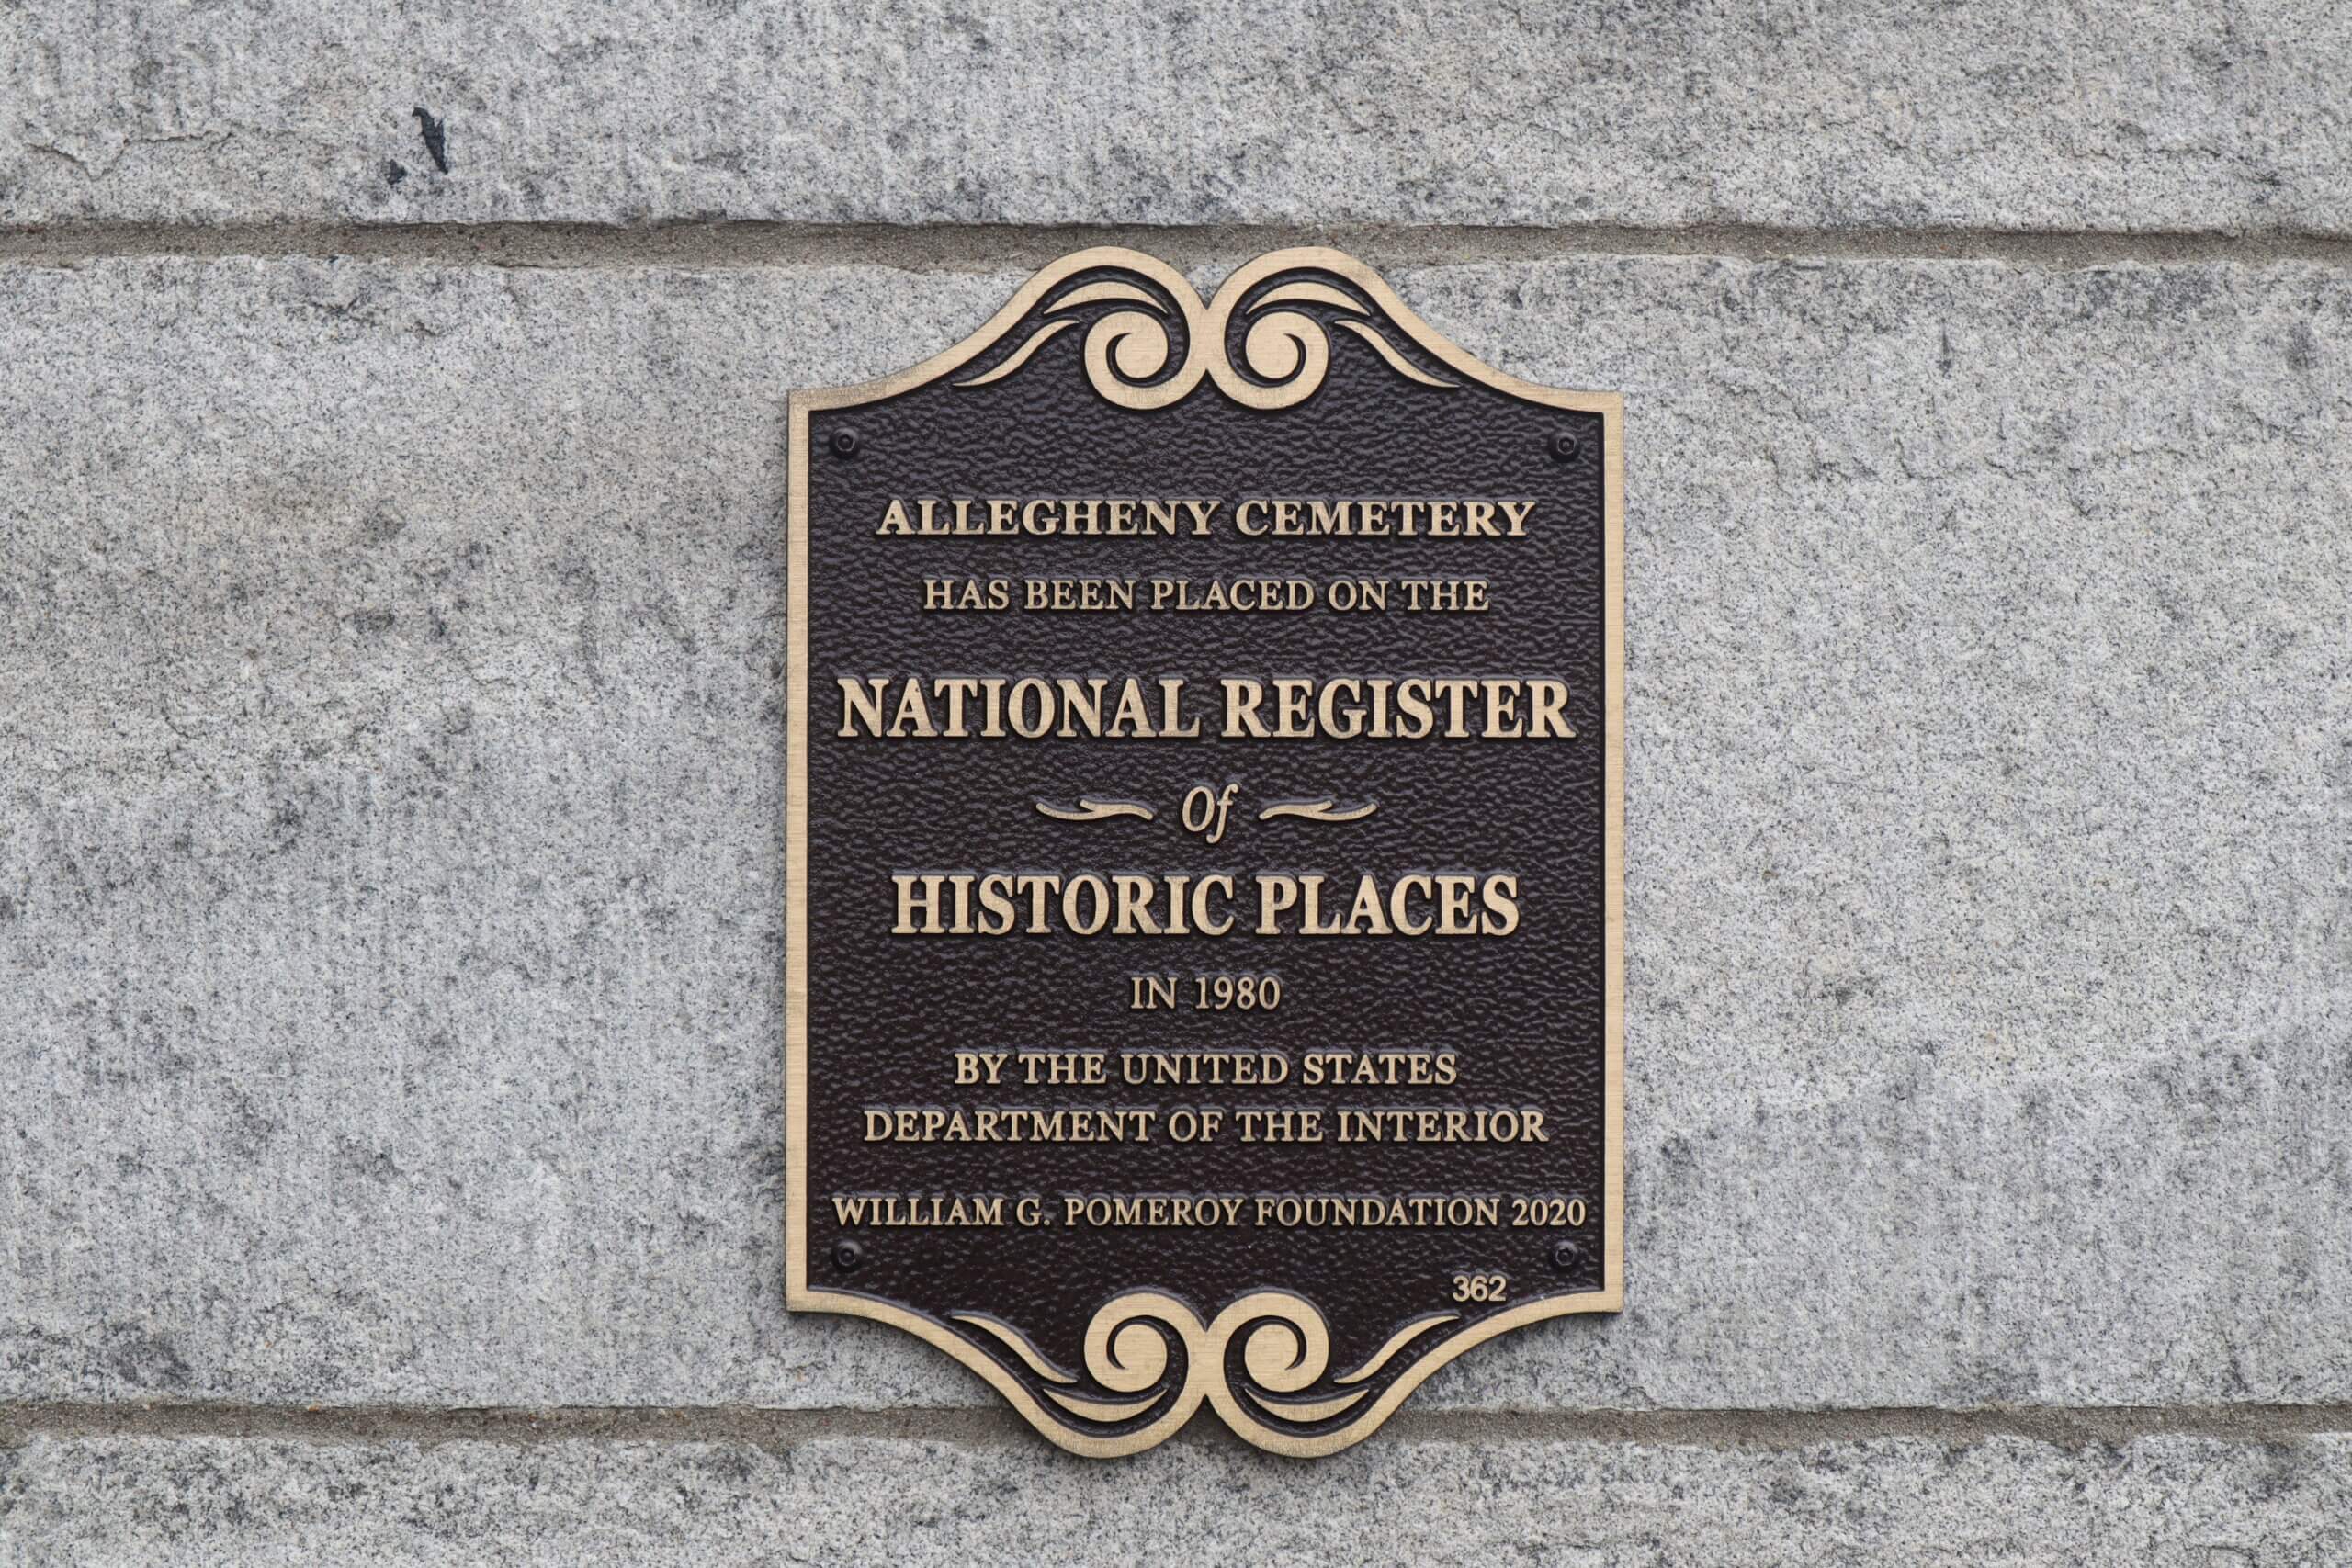 ALLEGHENY CEMETERY
HAS BEEN PLACED ON THE
NATIONAL REGISTER
Of
HISTORIC PLACES
IN 1980
BY THE UNITED STATES
DEPARTMENT OF THE INTERIOR
WILLIAM G. POMEROY FOUNDATION 2020
362